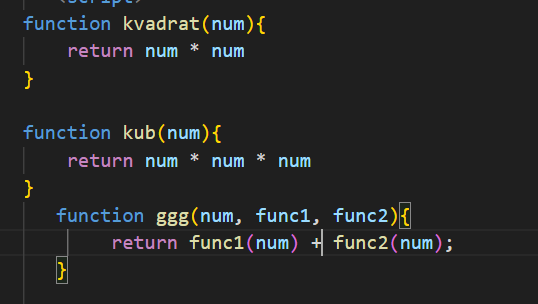 <script>
function kvadrat(num){
return num * num
}
function kub(num){
return num * num * num
}
function ggg(num, func1, func2){
return func1(num) + func2(num);
}